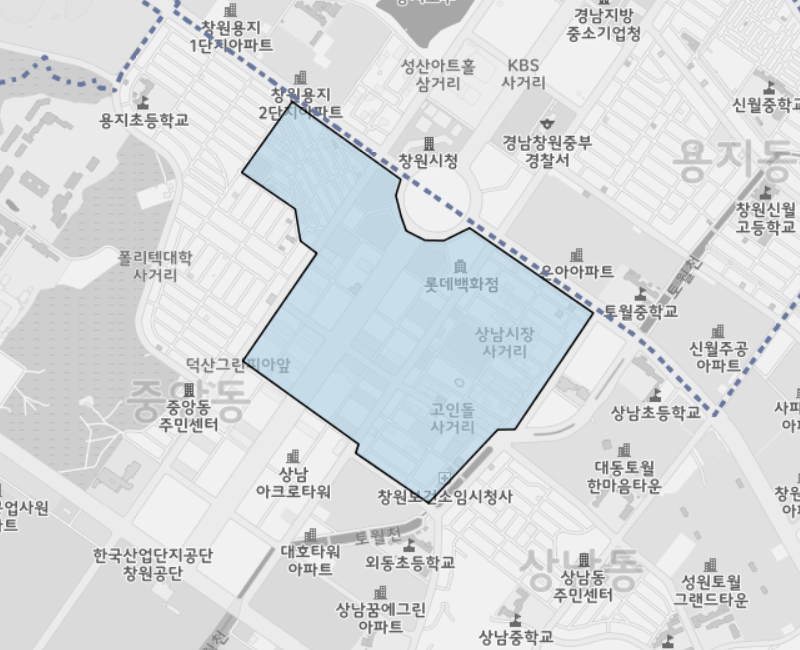 창원용지
1단지아파트
경남지방
중소기업청
성산아트홀
삼거리
KBS
사거리
창원용지
2단지아파트
용지초등학교
신월중학교
창원시청
경남창원중부
경찰서
용지동
창원신월
고등학교
폴리텍대학
사거리
롯데백화점
은아아파트
토월천
토월중학교
상남시장
사거리
신월주공
아파트
덕산그린피아앞
중앙동
중앙동
주민센터
고인돌
사거리
상남초등학교
상남
아크로타워
대동토월
한마음타운
창원보건소임시청사
토월천
한국산업단지공단
창원공단
대호타워
아파트
외동초등학교
상남동
상남동
주민센터
성원토월
그랜드타운
상남꿈에그린
아파트
상남중학교